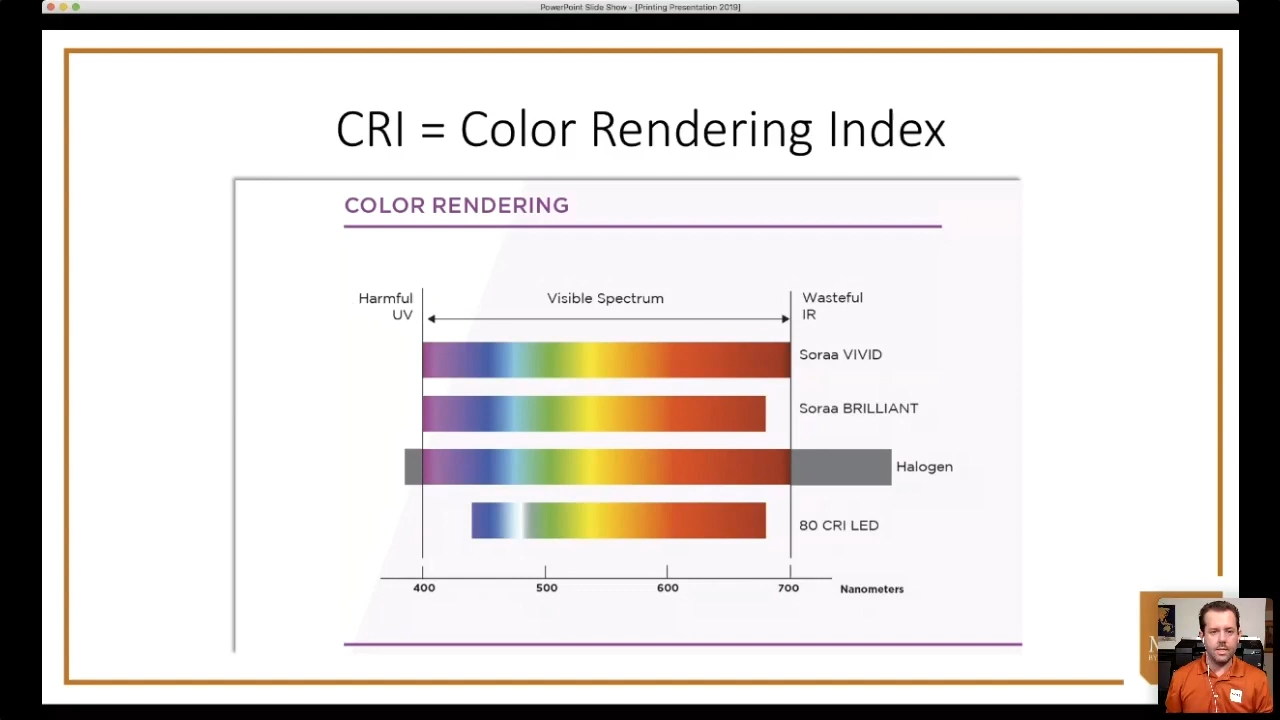 PowerPoint Slide Show - [Printing Presentation 2019]
CRI = Color Rendering Index
COLOR RENDERING
Harmful
UV
Visible Spectrum
Wasteful
IR
Soraa VIVID
Soraa BRILLIANT
Halogen
80 CRI LED
400
500
600
700
Nanometers